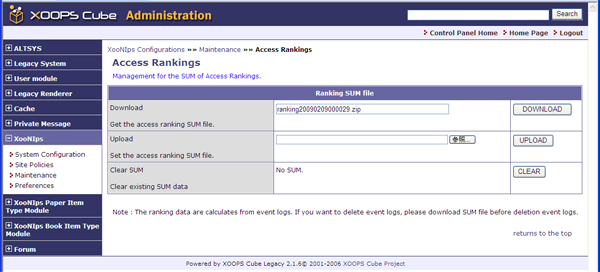 XOOPS Cube Administration
Search
Control Panel Home Home Page Logout
ALTSYS
Legacy System
User module
Legacy Renderer
Cache
Private Message
XooNIps
System Configuration
Site Policies
Maintenance
Preferences
XooNIps Paper Item Type Module
XooNIps Book Item Type Module
Forum
XooNIps Configurations »» Maintenance »» Access Rankings
Access Rankings
Management for the SUM of Access Rankings.
Ranking SUM file
Download
ranking20090209000029.zip
DOWNLOAD
Get the access ranking SUM file.
Upload
参照...
UPLOAD
Set the access ranking SUM file.
Clear SUM
No SUM.
CLEAR
Clear existing SUM data
Note : The ranking data are calculates from event logs. If you want to delete event logs, please download SUM file before deletion event logs.
returns to the top
Powered by XOOPS Cube Legacy 2.1.6© 2001-2006 XOOPS Cube Project